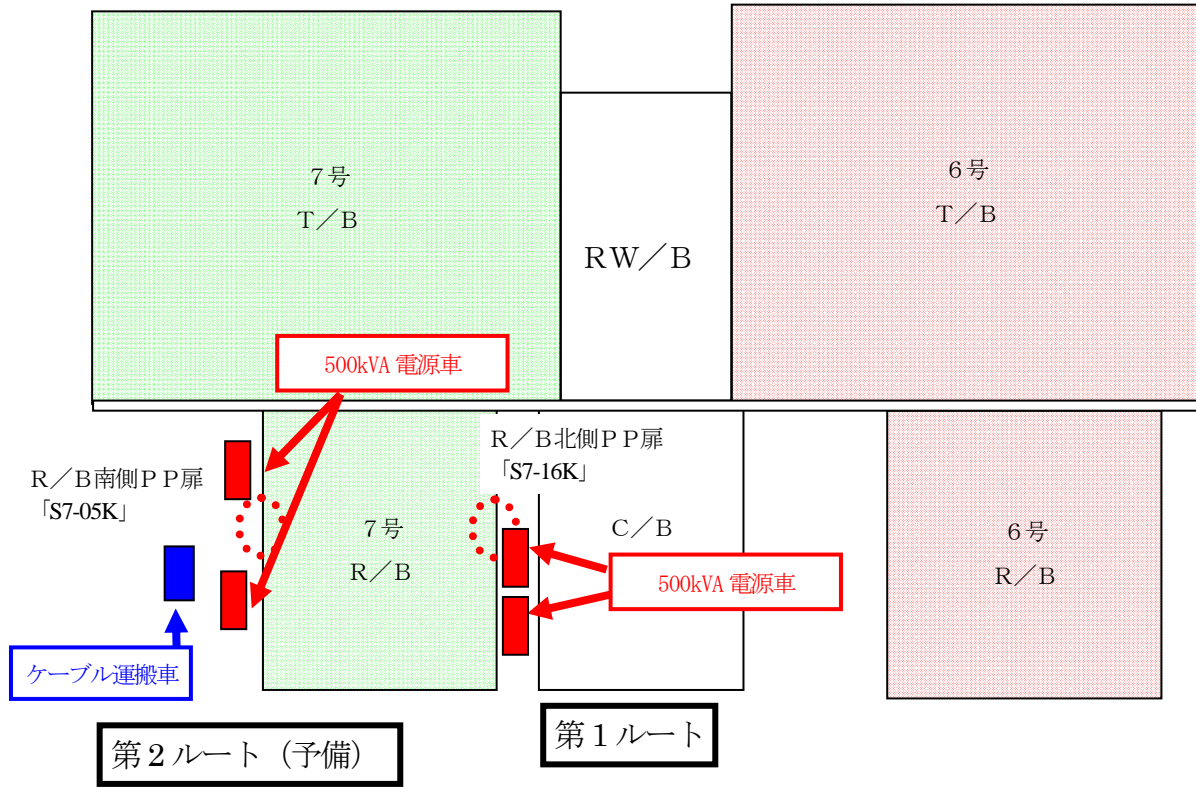 7号
T/B
RW/B
6号
T/B
500kVA 電源車
R/B南側PP扉
「S7-05K」
R/B北側PP扉
「S7-16K」
7号
R/B
C/B
6号
R/B
500kVA 電源車
ケーブル運搬車
第2ルート（予備）
第1ルート